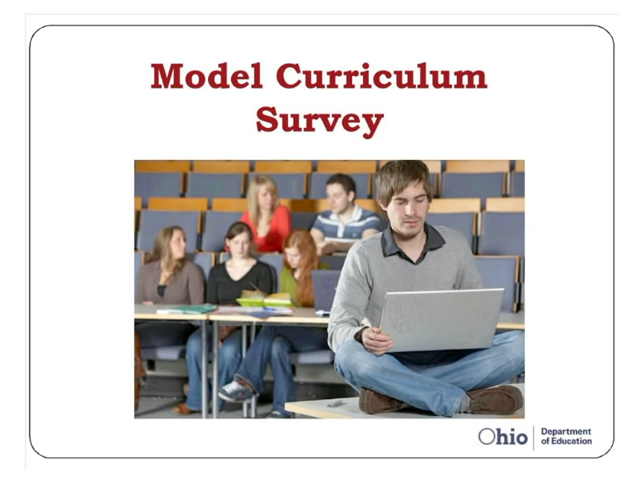 Model Curriculum
Survey
Ohio
Department
of Education